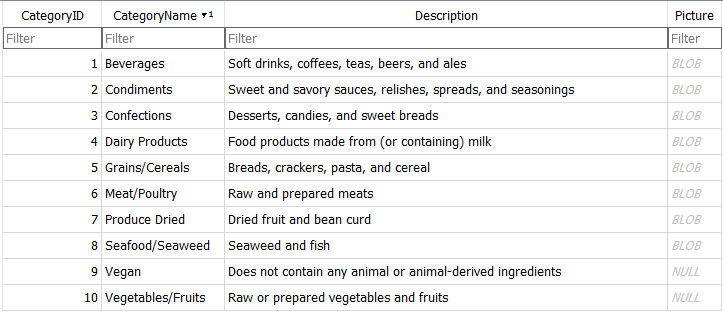 CategoryID CategoryName ▼1 Description Picture
Filter Filter Filter Filter
1 Beverages Soft drinks, coffees, teas, beers, and ales BLOB
2 Condiments Sweet and savory sauces, relishes, spreads, and seasonings BLOB
3 Confections Desserts, candies, and sweet breads BLOB
4 Dairy Products Food products made from (or containing) milk BLOB
5 Grains/Cereals Breads, crackers, pasta, and cereal BLOB
6 Meat/Poultry Raw and prepared meats BLOB
7 Produce Dried Dried fruit and bean curd BLOB
8 Seafood/Seaweed Seaweed and fish BLOB
9 Vegan Does not contain any animal or animal-derived ingredients NULL
10 Vegetables/Fruits Raw or prepared vegetables and fruits NULL